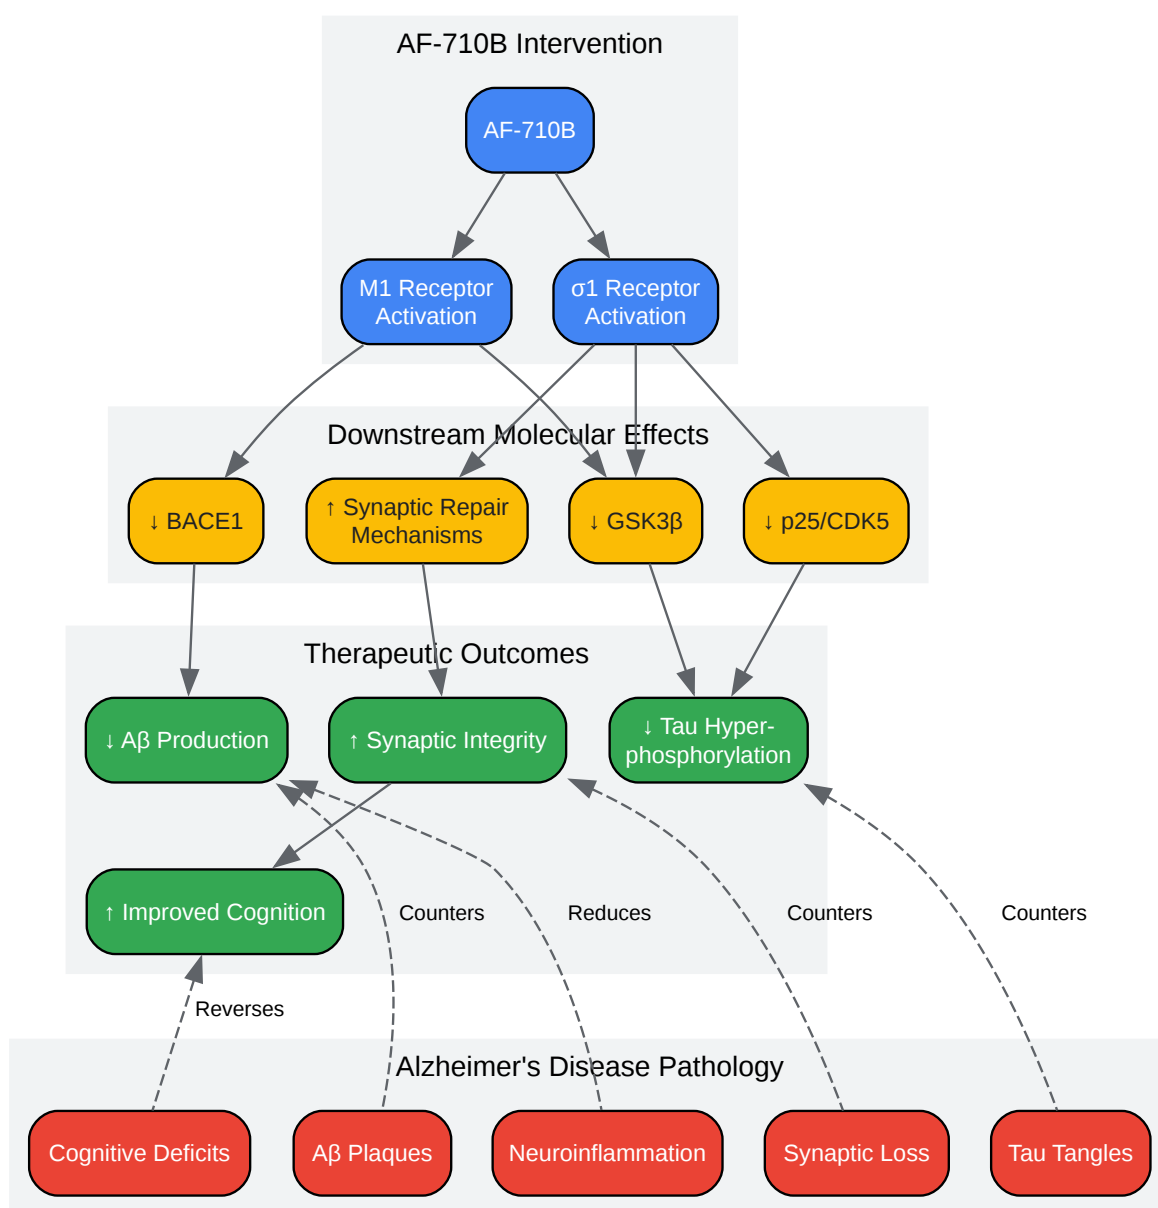 AF-710B Intervention
AF-710B
M1 Receptor
Activation
σ1 Receptor
Activation
Downstream Molecular Effects
↓ BACE1
↑ Synaptic Repair
Mechanisms
↓ GSK3β
↓ p25/CDK5
Therapeutic Outcomes
↓ Aβ Production
↑ Synaptic Integrity
↓ Tau Hyper-
phosphorylation
↑ Improved Cognition
Counters
Reduces
Counters
Counters
Reverses
Alzheimer's Disease Pathology
Cognitive Deficits
Aβ Plaques
Neuroinflammation
Synaptic Loss
Tau Tangles